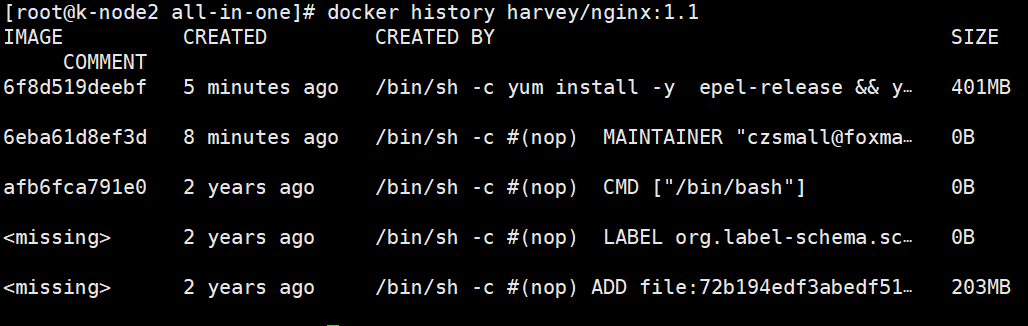 [root@k-node2 all-in-one]# docker history harvey/nginx:1.1
IMAGE CREATED CREATED BY SIZE
COMMENT
6f8d519deebf 5 minutes ago /bin/sh -c yum install -y  epel-release && y… 401MB
6eba61d8ef3d 8 minutes ago /bin/sh -c #(nop)  MAINTAINER "czsmall@foxma… 0B
afb6fca791e0 2 years ago /bin/sh -c #(nop)  CMD ["/bin/bash"] 0B
<missing> 2 years ago /bin/sh -c #(nop)  LABEL org.label-schema.sc… 0B
<missing> 2 years ago /bin/sh -c #(nop) ADD file:72b194edf3abedf51… 203MB